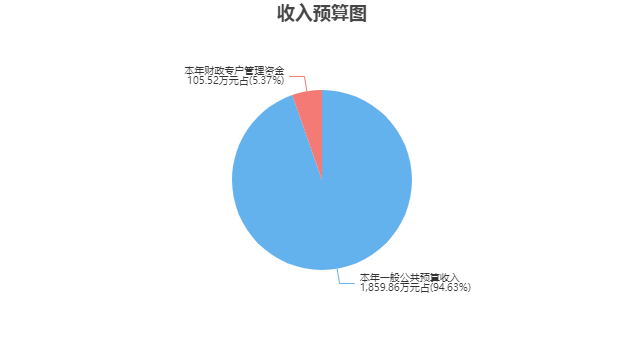 收入预算图
本年财政专户管理资金
105.52万元占(5.37%)
本年一般公共预算收入
1,859.86万元占(94.63%)